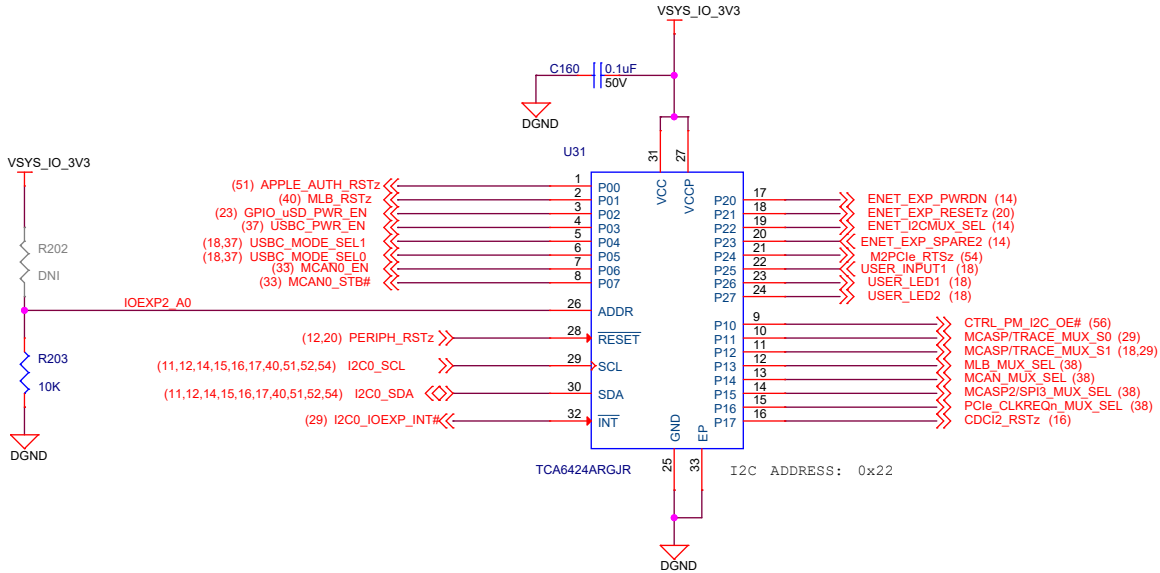 VSYS_IO_3V3
C160 0.1uF
50V
DGND
VSYS_IO_3V3
U31
31
27
VCC
VCCP
(51) APPLE_AUTH_RSTz 1 P00
(40) MLB_RSTz 2 P01
(23) GPIO_uSD_PWR_EN 3 P02
(37) USBC_PWR_EN 4 P03
(18,37) USBC_MODE_SEL1 5 P04
(18,37) USBC_MODE_SEL0 6 P05
(33) MCAN0_EN 7 P06
(33) MCAN0_STB# 8 P07
P20 17 ENET_EXP_PWRDN (14)
P21 18 ENET_EXP_RESETz (20)
P22 19 ENET_I2CMUX_SEL (14)
P23 20 ENET_EXP_SPARE2 (14)
P24 21 M2PCIe_RTSz (54)
P25 22 USER_INPUT1 (18)
P26 23 USER_LED1 (18)
P27 24 USER_LED2 (18)
R202
DNI
IOEXP2_A0 26 ADDR
R203
10K
DGND
(12,20) PERIPH_RSTz 28 RESET
(11,12,14,15,16,17,40,51,52,54) I2C0_SCL 29 SCL
(11,12,14,15,16,17,40,51,52,54) I2C0_SDA 30 SDA
(29) I2C0_IOEXP_INT# 32 INT
P10 9 CTRL_PM_I2C_OE# (56)
P11 10 MCASP/TRACE_MUX_S0 (29)
P12 11 MCASP/TRACE_MUX_S1 (18,29)
P13 12 MLB_MUX_SEL (38)
P14 13 MCAN_MUX_SEL (38)
P15 14 MCASP2/SPI3_MUX_SEL (38)
P16 15 PCIe_CLKREQn_MUX_SEL (38)
P17 16 CDCI2_RSTz (16)
GND
EP
25
33
TCA6424ARGJR
I2C ADDRESS: 0x22
DGND